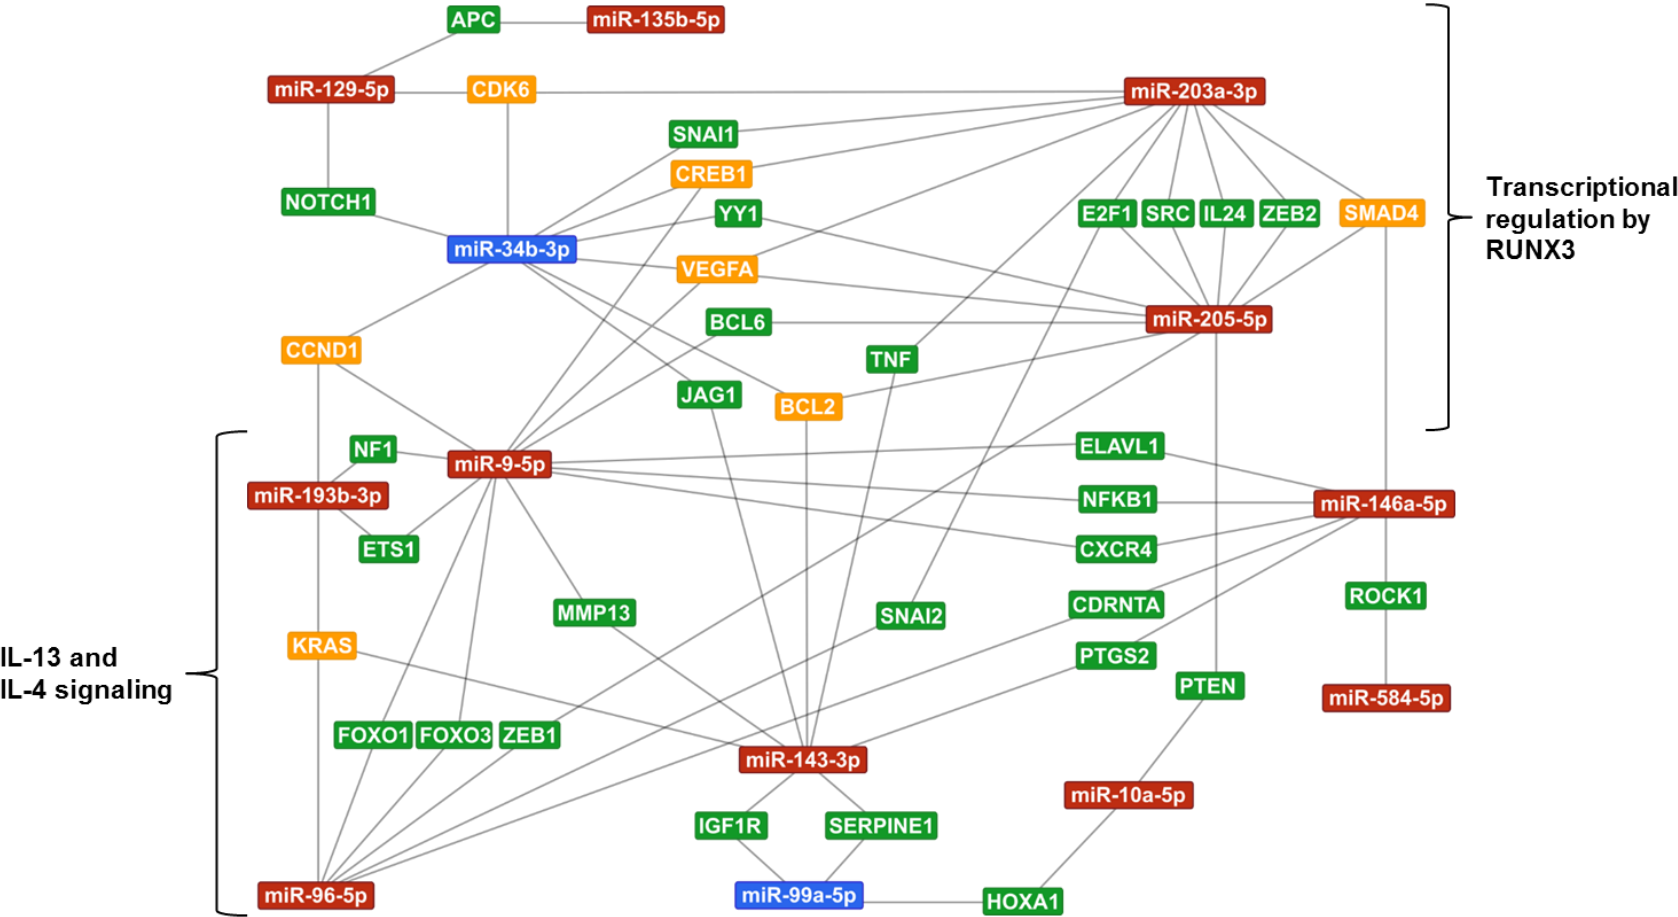 APC
miR-135b-5p
miR-129-5p
CDK6
miR-203a-3p
SNAI1
CREB1
Transcriptional
regulation by
RUNX3
NOTCH1
YY1
E2F1
SRC
IL24
ZEB2
SMAD4
miR-34b-3p
VEGFA
BCL6
miR-205-5p
CCND1
TNF
JAG1
BCL2
NF1
miR-9-5p
ELAVL1
miR-193b-3p
NFKB1
miR-146a-5p
ETS1
CXCR4
MMP13
SNAI2
CDRNTA
ROCK1
KRAS
PTGS2
IL-13 and
IL-4 signaling
PTEN
miR-584-5p
FOXO1
FOXO3
ZEB1
miR-143-3p
miR-10a-5p
IGF1R
SERPINE1
miR-96-5p
miR-99a-5p
HOXA1